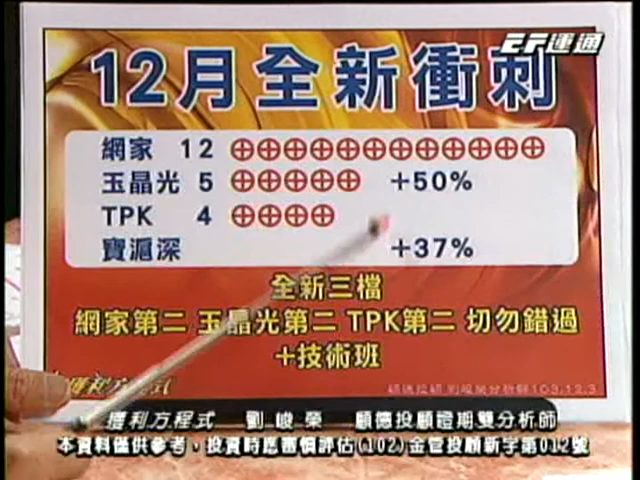 EF運通
12月全新衝刺
網家 12 ⊕⊕⊕⊕⊕⊕⊕⊕⊕⊕⊕⊕
玉晶光 5 ⊕⊕⊕⊕⊕ +50%
TPK 4 ⊕⊕⊕⊕
寶滬深 +37%
全新三檔
網家第二 玉晶光第二 TPK第二 切勿錯過
+技術班
獲利方程式
103.12.3
獲利方程式 劉峻榮 顧德投顧證期雙分析師
本資料僅供參考，投資時應審慎評估(102)金管投顧新字第012號